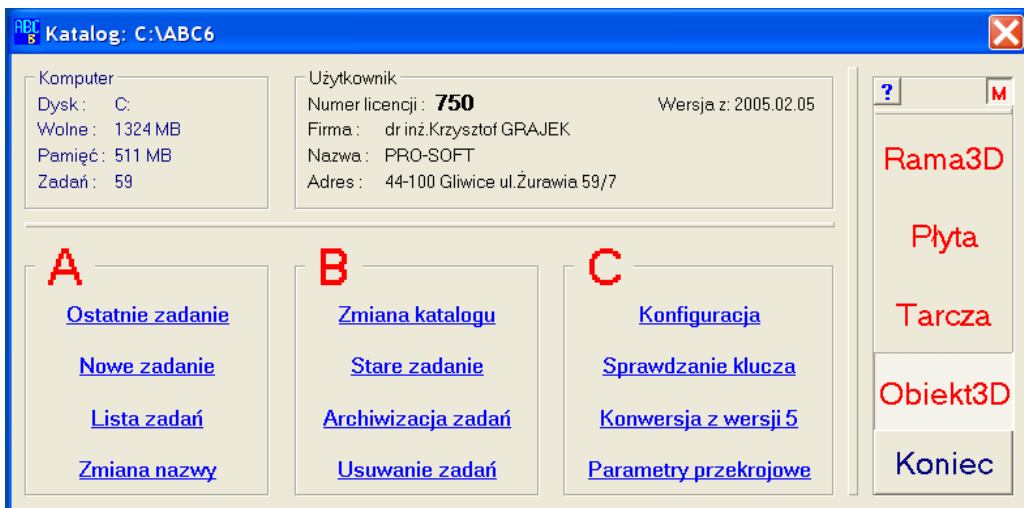 ABC
6
Katalog: C:\ABC6
Komputer
Dysk : C:
Wolne : 1324 MB
Pamięć : 511 MB
Zadań : 59
Użytkownik
Numer licencji : 750 Wersja z: 2005.02.05
Firma : dr inż.Krzysztof GRAJEK
Nazwa : PRO-SOFT
Adres : 44-100 Gliwice ul.Żurawia 59/7
A
Ostatnie zadanie
Nowe zadanie
Lista zadań
Zmiana nazwy
B
Zmiana katalogu
Stare zadanie
Archiwizacja zadań
Usuwanie zadań
C
Konfiguracja
Sprawdzanie klucza
Konwersja z wersji 5
Parametry przekrojowe
? M
Rama3D
Płyta
Tarcza
Obiekt3D
Koniec